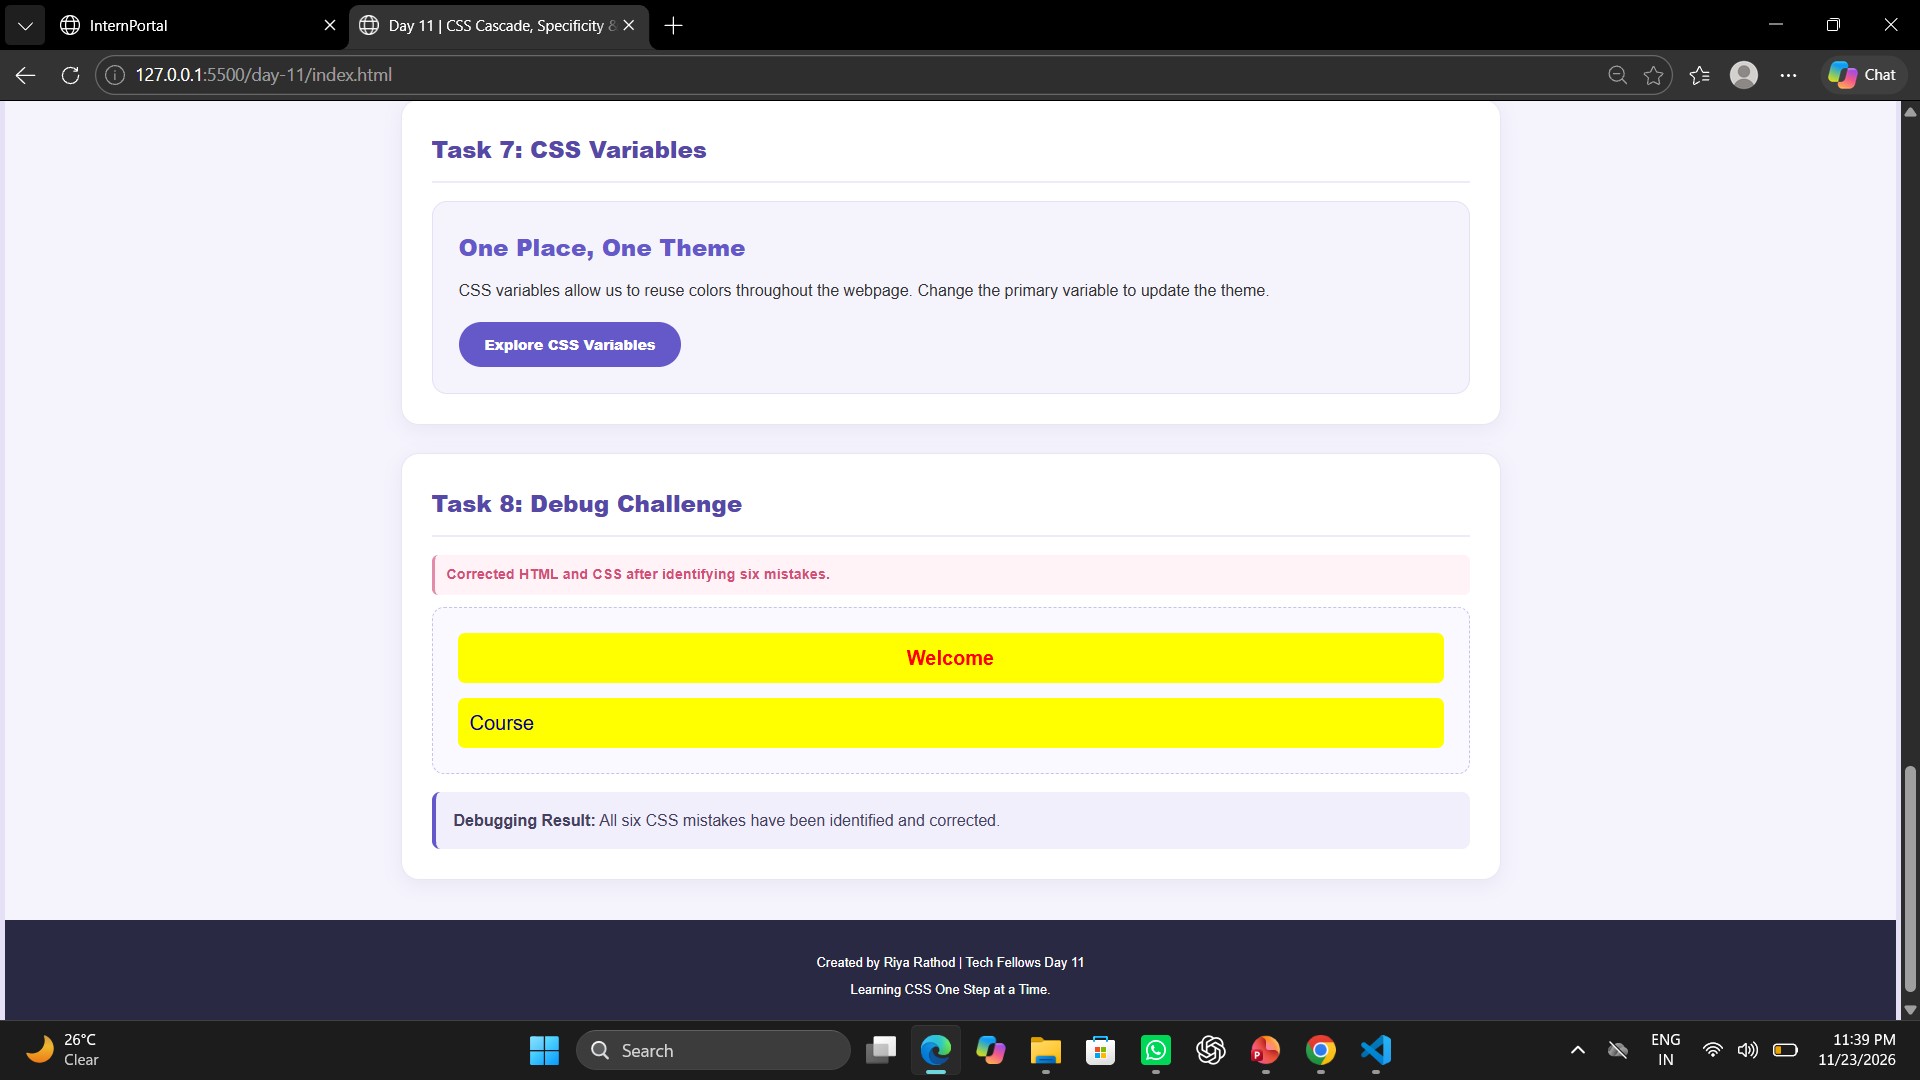 InternPortal
Day 11 | CSS Cascade, Specificity &
127.0.0.1:5500/day-11/index.html
Chat
Task 7: CSS Variables
One Place, One Theme
CSS variables allow us to reuse colors throughout the webpage. Change the primary variable to update the theme.
Explore CSS Variables
Task 8: Debug Challenge
Corrected HTML and CSS after identifying six mistakes.
Welcome
Course
Debugging Result: All six CSS mistakes have been identified and corrected.
Created by Riya Rathod | Tech Fellows Day 11
Learning CSS One Step at a Time.
26°C
Clear
Search
P
ENG
IN
11:39 PM
11/23/2026